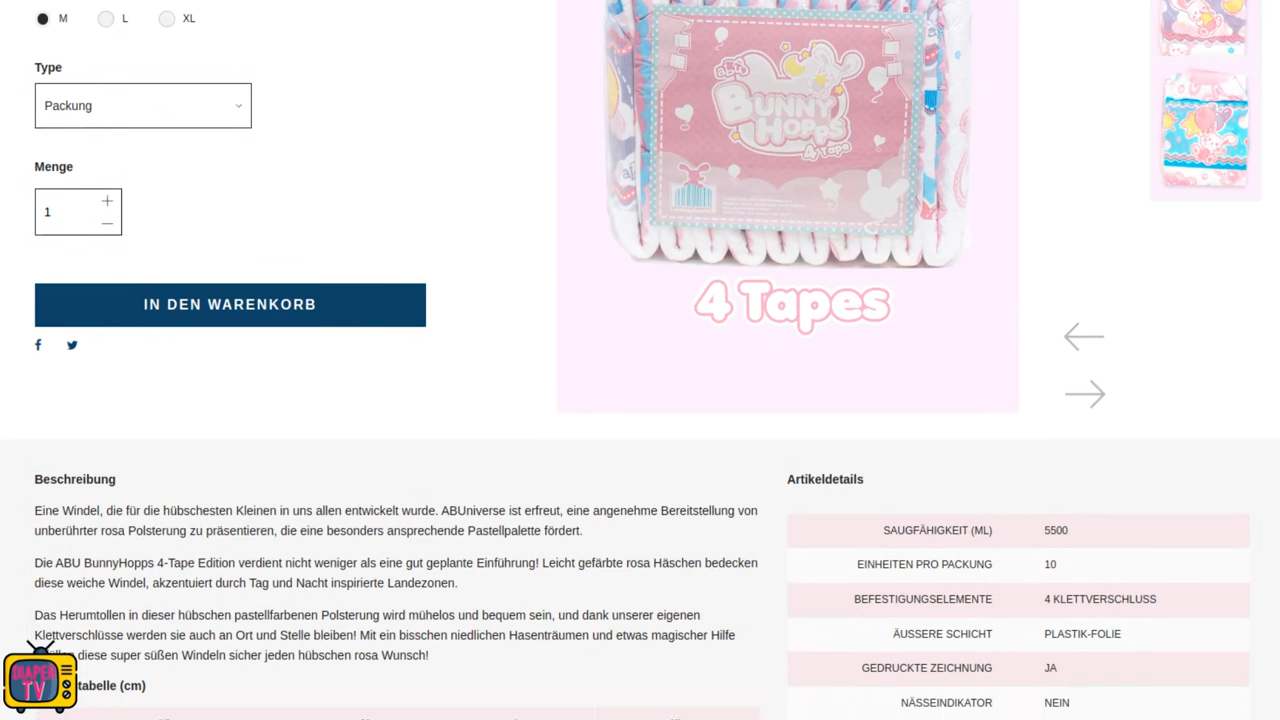 M L XL
Type
Packung
Menge
1
IN DEN WARENKORB
abu
BUNNY
HOPPS
4 Tape
4 Tapes
Beschreibung
Eine Windel, die für die hübschesten Kleinen in uns allen entwickelt wurde. ABUniverse ist erfreut, eine angenehme Bereitstellung von
unberührter rosa Polsterung zu präsentieren, die eine besonders ansprechende Pastellpalette fördert.
Die ABU BunnyHopps 4-Tape Edition verdient nicht weniger als eine gut geplante Einführung! Leicht gefärbte rosa Häschen bedecken
diese weiche Windel, akzentuiert durch Tag und Nacht inspirierte Landezonen.
Das Herumtollen in dieser hübschen pastellfarbenen Polsterung wird mühelos und bequem sein, und dank unserer eigenen
Klettverschlüsse werden sie auch an Ort und Stelle bleiben! Mit ein bisschen niedlichen Hasenträumen und etwas magischer Hilfe
diese super süßen Windeln sicher jeden hübschen rosa Wunsch!
tabelle (cm)
DIAPER
TV
Artikeldetails
SAUGFÄHIGKEIT (ML) 5500
EINHEITEN PRO PACKUNG 10
BEFESTIGUNGSELEMENTE 4 KLETTVERSCHLUSS
ÄUSSERE SCHICHT PLASTIK-FOLIE
GEDRUCKTE ZEICHNUNG JA
NÄSSEINDIKATOR NEIN